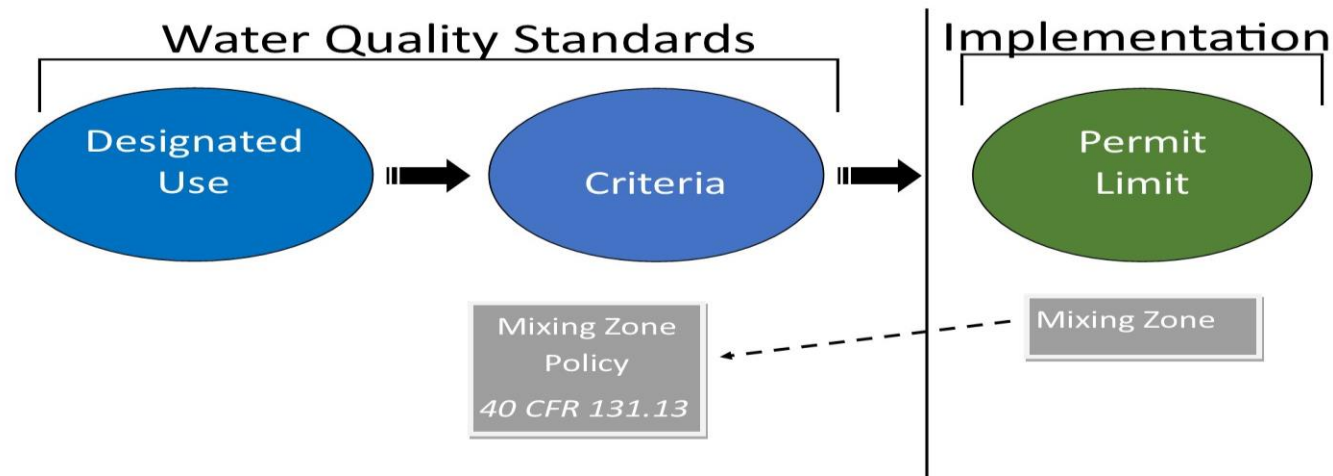 Water Quality Standards
Implementation
Designated
Use
Criteria
Permit
Limit
Mixing Zone
Policy
40 CFR 131.13
Mixing Zone